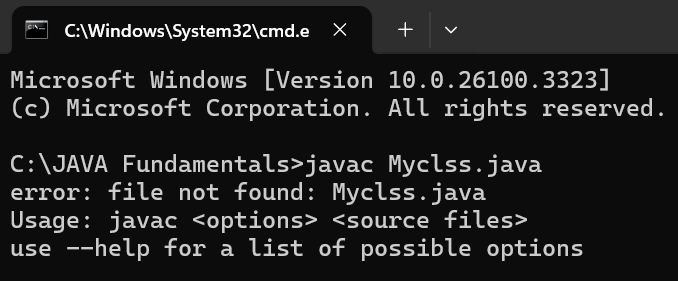 C:\Windows\System32\cmd.e
Microsoft Windows [Version 10.0.26100.3323]
(c) Microsoft Corporation. All rights reserved.
C:\JAVA Fundamentals>javac Myclss.java
error: file not found: Myclss.java
Usage: javac <options> <source files>
use --help for a list of possible options